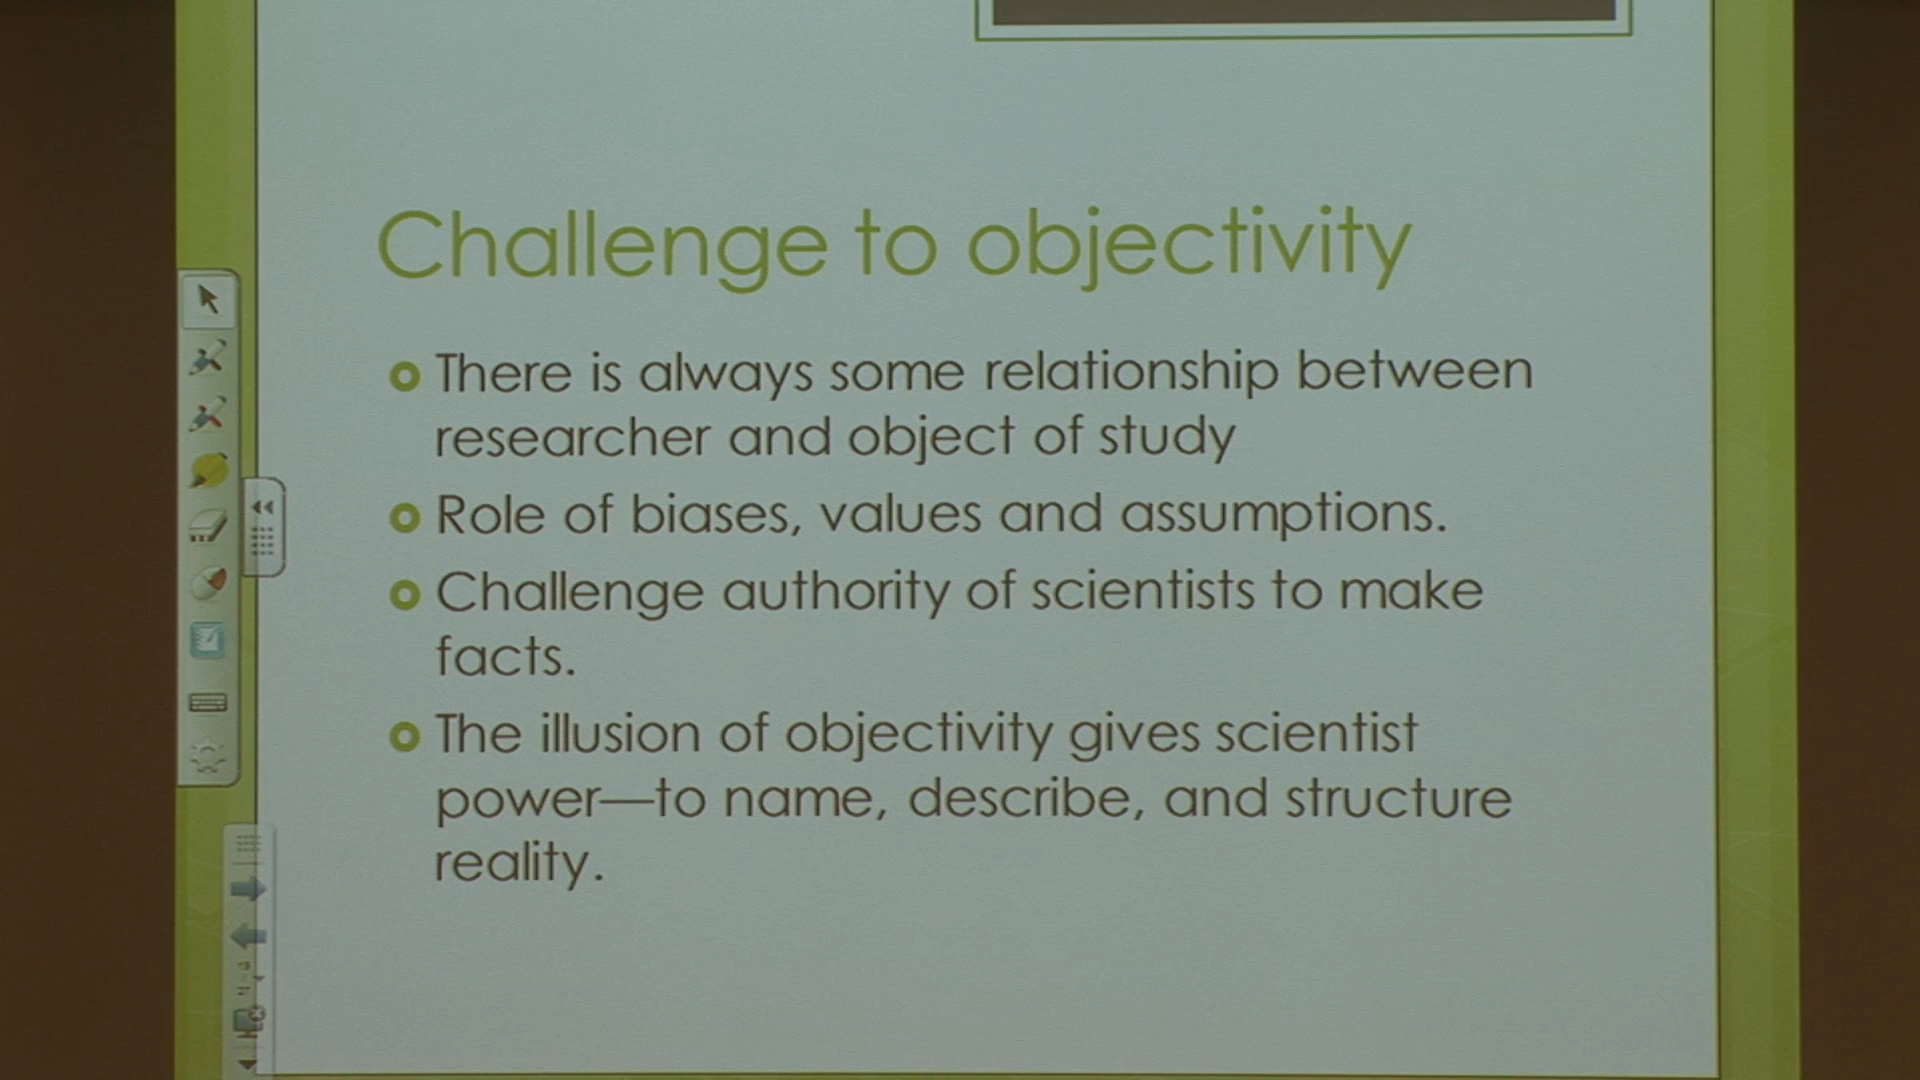 Challenge to objectivity
There is always some relationship between
researcher and object of study
Role of biases, values and assumptions.
Challenge authority of scientists to make
facts.
The illusion of objectivity gives scientist
power—to name, describe, and structure
reality.